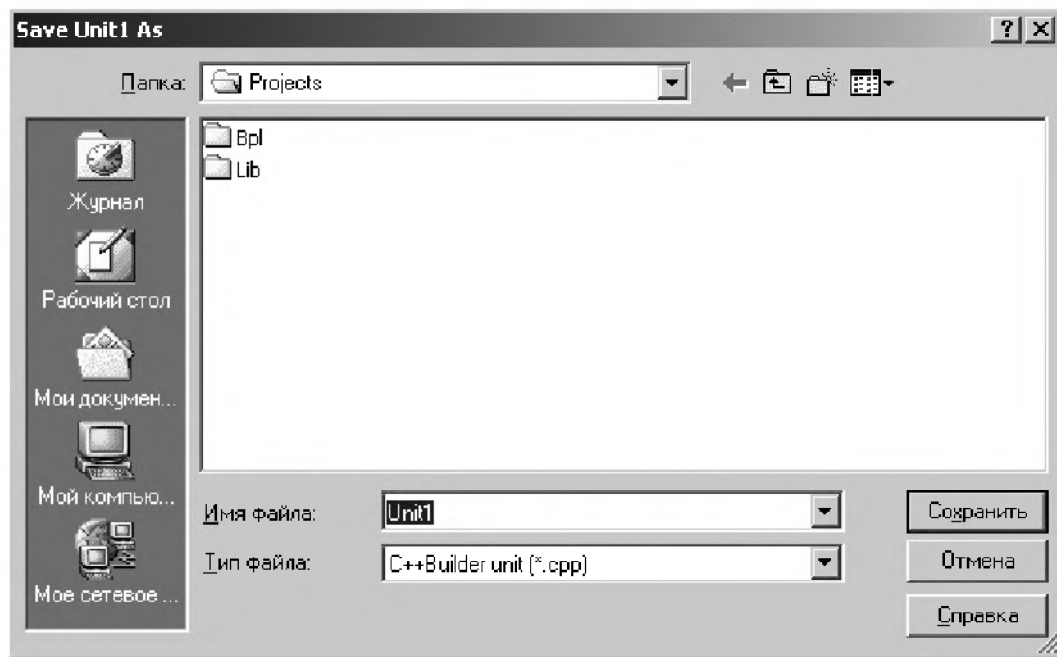 Save Unit1 As
Папка:
Projects
Bpl
Lib
Журнал
Рабочий стол
Мои докумен...
Мой компью...
Мое сетевое ...
Имя файла:
Unit1
Сохранить
Тип файла:
C++Builder unit (*.cpp)
Отмена
Справка